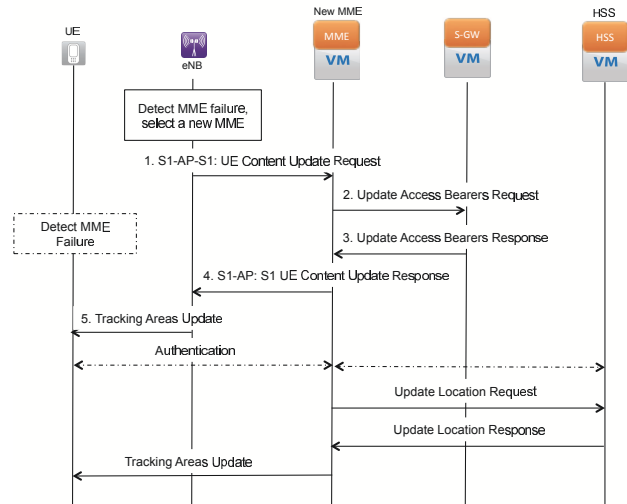 New MME
HSS
UE
eNB
MME
VM
S-GW
VM
HSS
VM
Detect MME failure,
select a new MME
1. S1-AP-S1: UE Content Update Request
2. Update Access Bearers Request
Detect MME
Failure
3. Update Access Bearers Response
4. S1-AP: S1 UE Content Update Response
5. Tracking Areas Update
Authentication
Update Location Request
Update Location Response
Tracking Areas Update